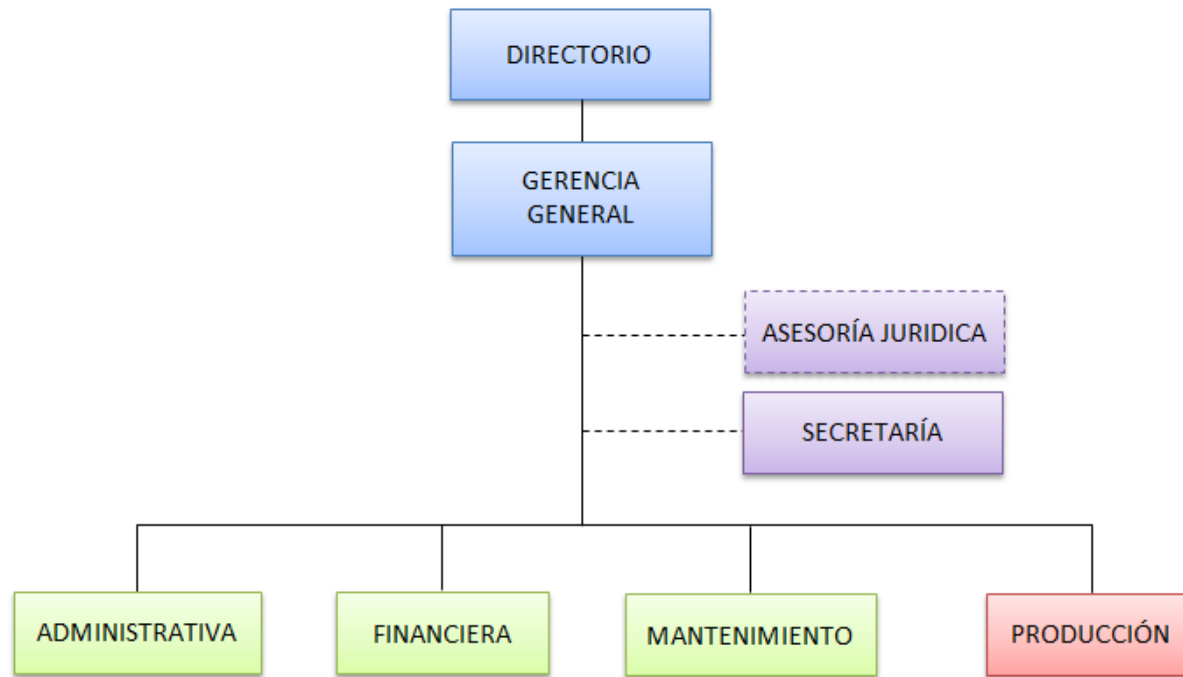 DIRECTORIO
GERENCIA
GENERAL
ASESORÍA JURIDICA
SECRETARÍA
ADMINISTRATIVA
FINANCIERA
MANTENIMIENTO
PRODUCCIÓN